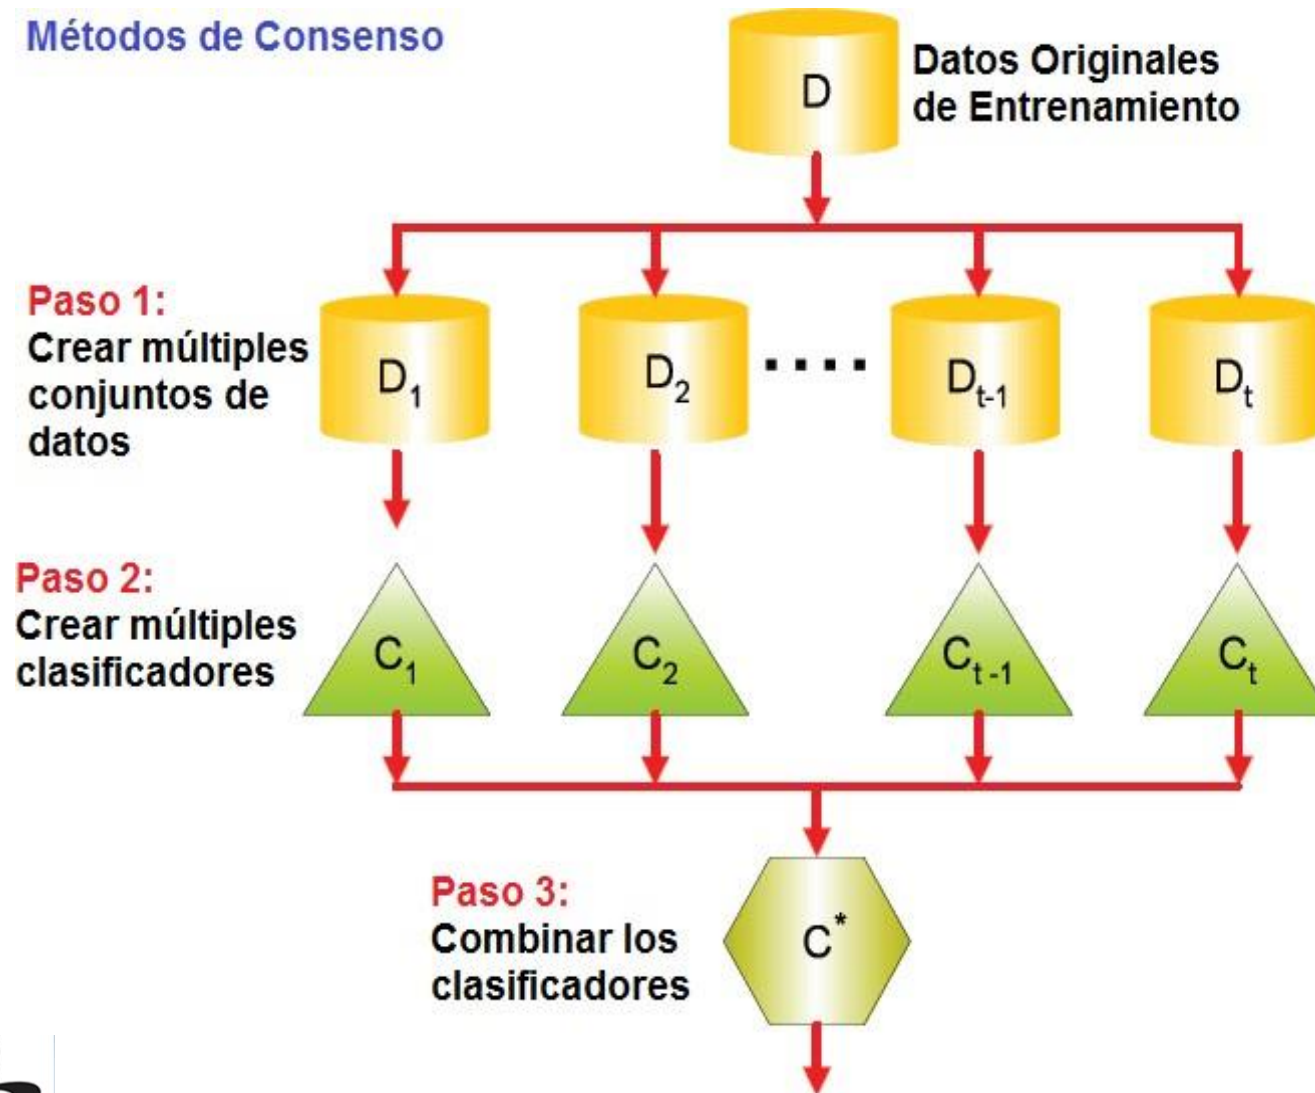 Métodos de Consenso
D
Datos Originales
de Entrenamiento
Paso 1:
Crear múltiples
conjuntos de
datos
D1
D2
....
Dt-1
Dt
Paso 2:
Crear múltiples
clasificadores
C1
C2
Ct -1
Ct
Paso 3:
Combinar los
clasificadores
C*